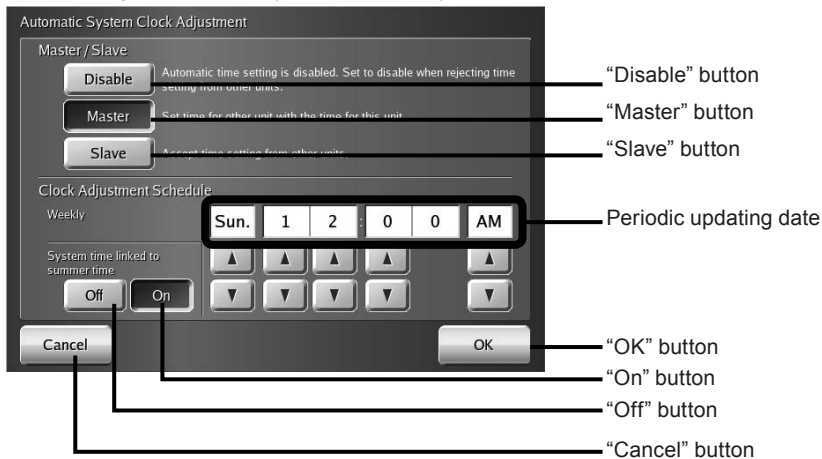 Automatic System Clock Adjustment
Master / Slave
Disable
Automatic time setting is disabled. Set to disable when rejecting time
setting from other units.
"Disable" button
Master
Set time for other unit with the time for this unit
"Master" button
Slave
Accept time setting from other units.
"Slave" button
Clock Adjustment Schedule
Weekly
Sun. 1 2 : 0 0 AM
Periodic updating date
System time linked to
summer time
Off On
Cancel
OK
“OK” button
“On” button
“Off” button
“Cancel” button